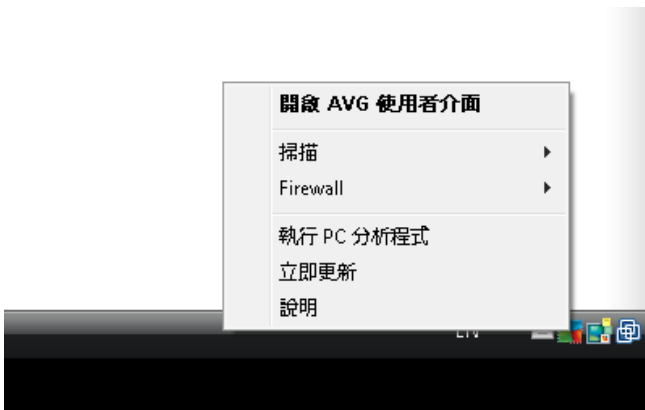 開啟 AVG 使用者介面
掃描
Firewall
執行 PC 分析程式
立即更新
說明